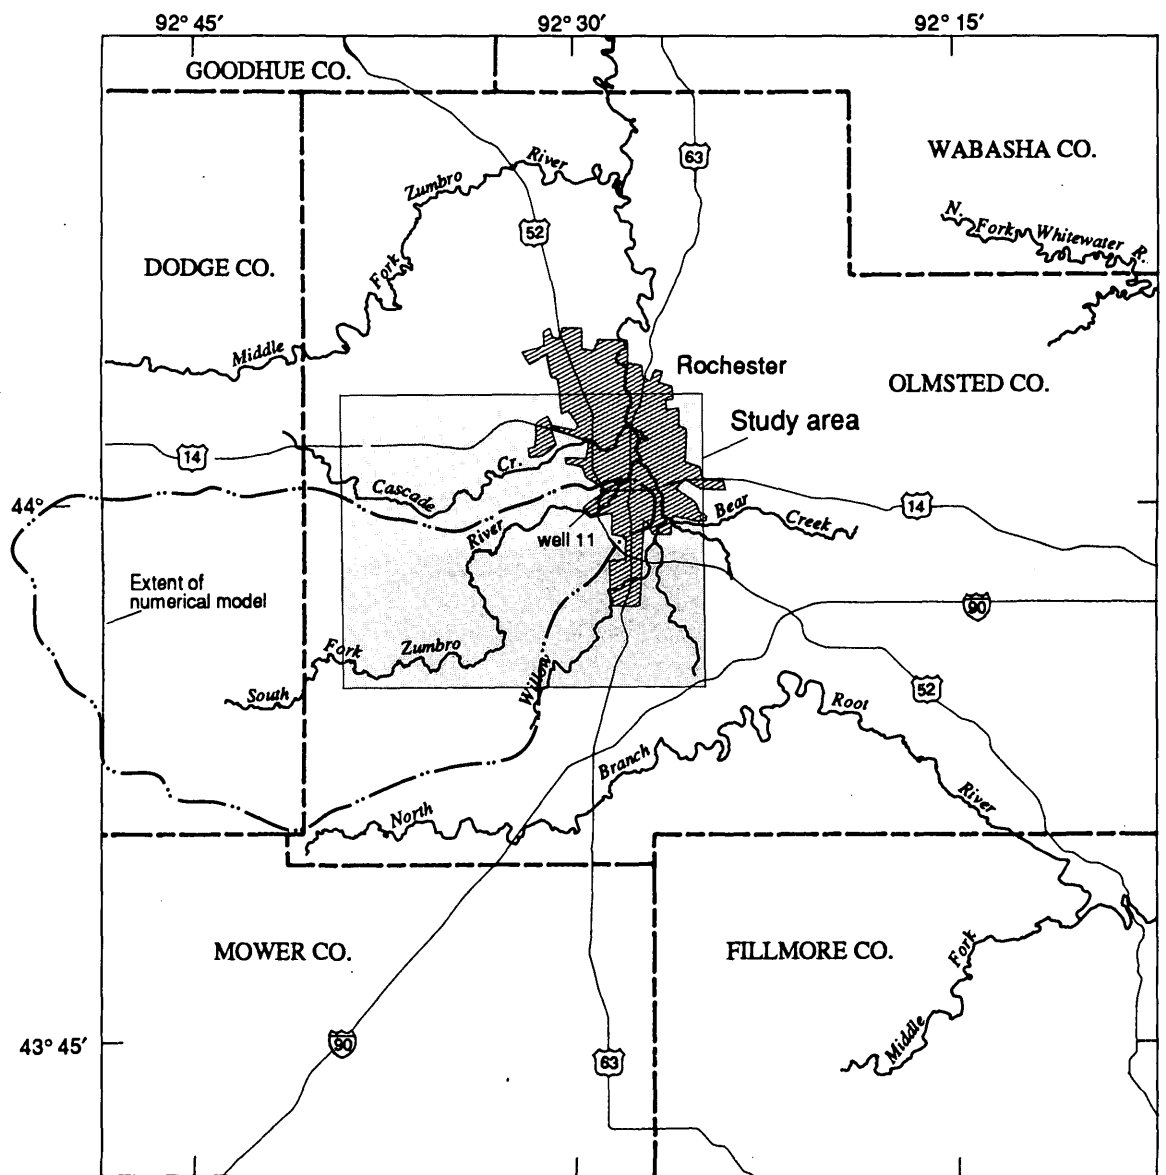 92° 45′ 92° 30′ 92° 15′
GOODHUE CO.
63
WABASHA CO.
River
Zumbro
N.
Fork
Whitewater
R.
52
DODGE CO.
Fork
Middle
Rochester
OLMSTED CO.
Study area
14
Cr.
Cascade
44°
Bear
Creek
14
River
well 11
Extent of
numerical model
90
Fork
Zumbro
South
Willow
52
Root
Branch
River
North
MOWER CO.
FILLMORE CO.
Fork
Middle
43° 45′
90
63